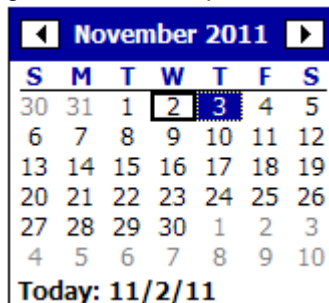 November 2011
S M T W T F S
30 31 1 2 3 4 5
6 7 8 9 10 11 12
13 14 15 16 17 18 19
20 21 22 23 24 25 26
27 28 29 30 1 2 3
4 5 6 7 8 9 10
Today: 11/2/11